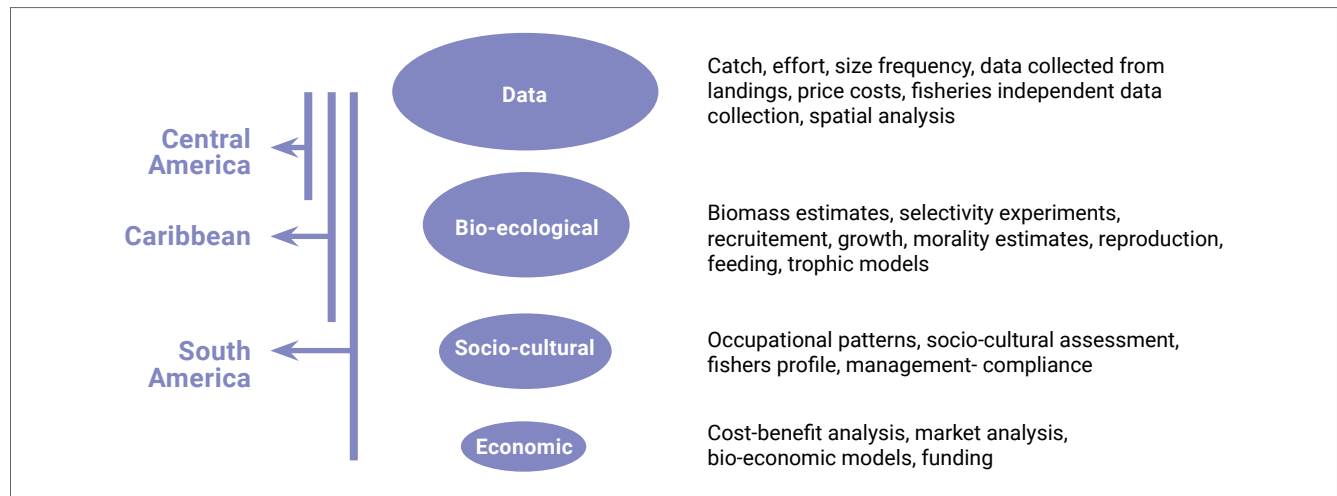 Central
America
Caribbean
South
America
Data
Catch, effort, size frequency, data collected from
landings, price costs, fisheries independent data
collection, spatial analysis
Bio-ecological
Biomass estimates, selectivity experiments,
recruitement, growth, morality estimates, reproduction,
feeding, trophic models
Socio-cultural
Occupational patterns, socio-cultural assessment,
fishers profile, management- compliance
Economic
Cost-benefit analysis, market analysis,
bio-economic models, funding